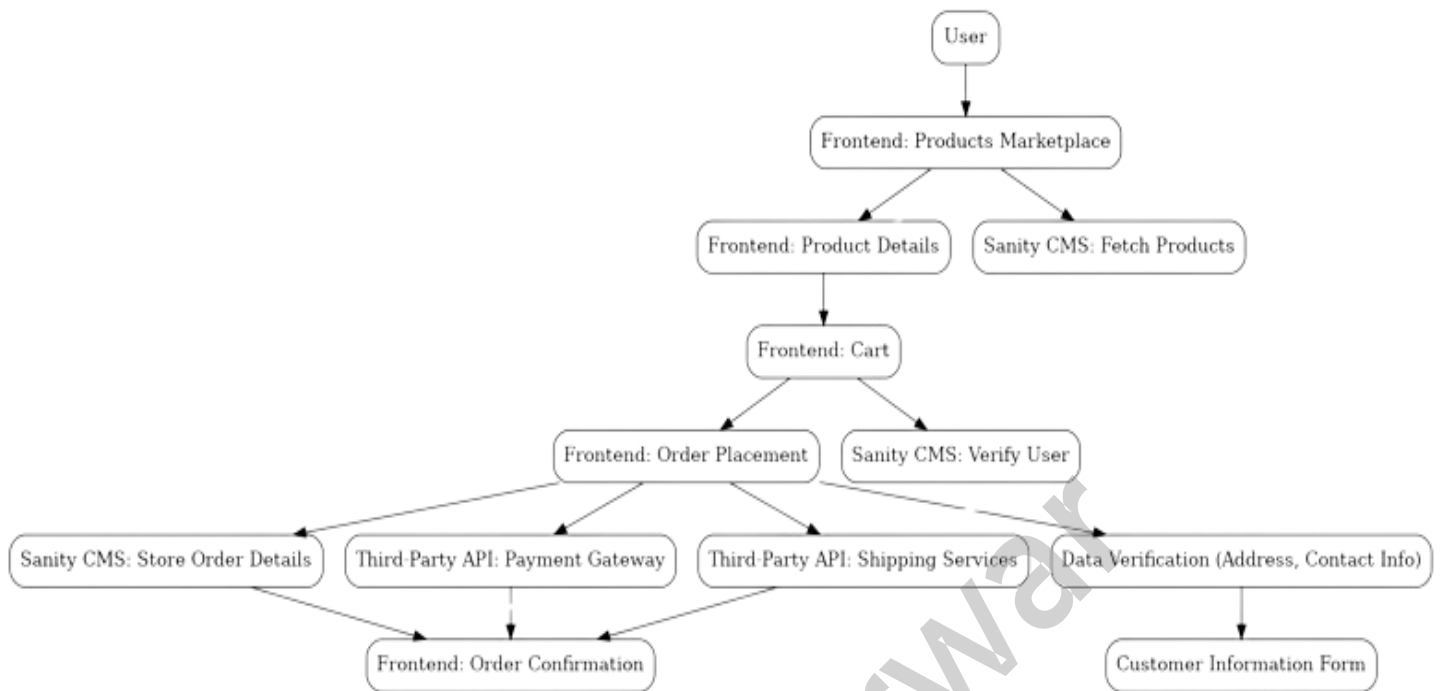 User
Frontend: Products Marketplace
Frontend: Product Details
Sanity CMS: Fetch Products
Frontend: Cart
Frontend: Order Placement
Sanity CMS: Verify User
Sanity CMS: Store Order Details
Third-Party API: Payment Gateway
Third-Party API: Shipping Services
Data Verification (Address, Contact Info)
Frontend: Order Confirmation
Customer Information Form